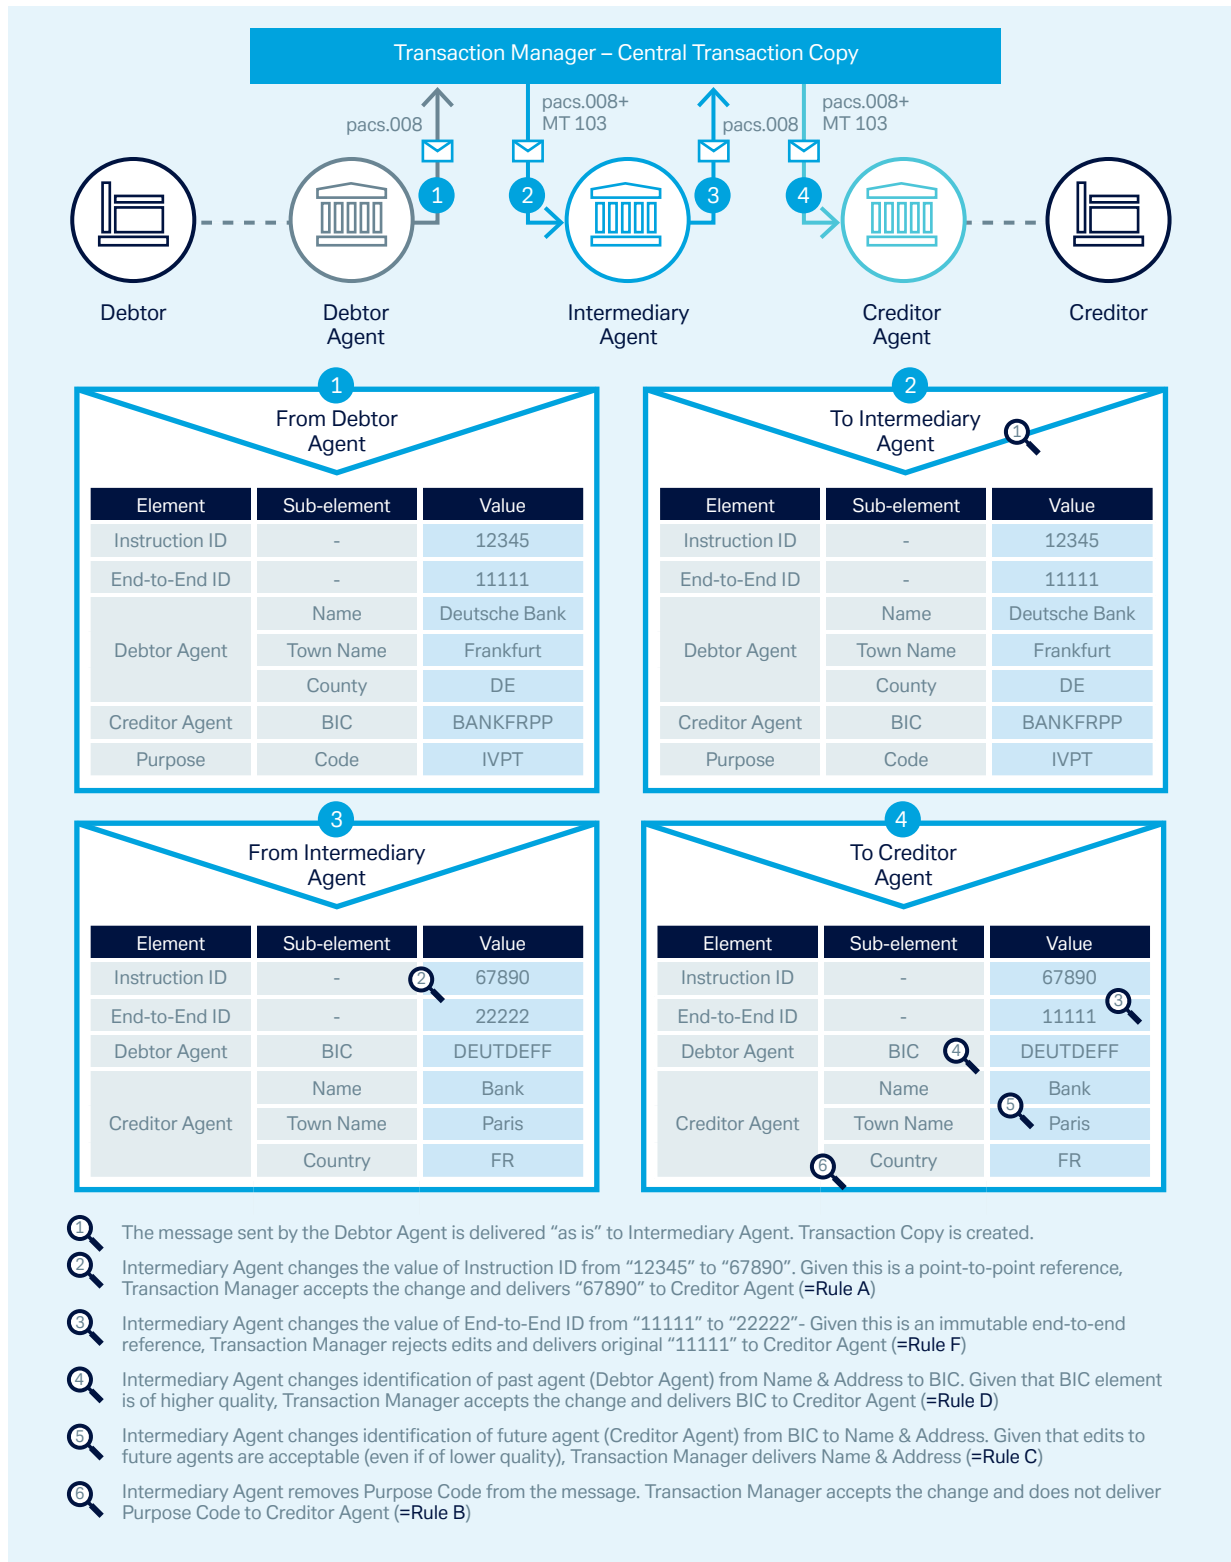 Transaction Manager – Central Transaction Copy
pacs.008
pacs.008+
MT 103
pacs.008
pacs.008+
MT 103
1
2
3
4
Debtor
Debtor
Agent
Intermediary
Agent
Creditor
Agent
Creditor
1
From Debtor
Agent
Element Sub-element Value
Instruction ID - 12345
End-to-End ID - 11111
Debtor Agent
Name Deutsche Bank
Town Name Frankfurt
County DE
Creditor Agent BIC BANKFRPP
Purpose Code IVPT
2
To Intermediary
Agent
1
Element Sub-element Value
Instruction ID - 12345
End-to-End ID - 11111
Debtor Agent
Name Deutsche Bank
Town Name Frankfurt
County DE
Creditor Agent BIC BANKFRPP
Purpose Code IVPT
3
From Intermediary
Agent
Element Sub-element Value
Instruction ID - 2 67890
End-to-End ID - 22222
Debtor Agent BIC DEUTDEFF
Creditor Agent
Name Bank
Town Name Paris
Country FR
4
To Creditor
Agent
Element Sub-element Value
Instruction ID - 67890
3
End-to-End ID - 11111
Debtor Agent BIC 4 DEUTDEFF
Creditor Agent
Name Bank
5
Town Name Paris
6 Country FR
1 The message sent by the Debtor Agent is delivered “as is” to Intermediary Agent. Transaction Copy is created.
2 Intermediary Agent changes the value of Instruction ID from “12345” to “67890”. Given this is a point-to-point reference,
Transaction Manager accepts the change and delivers “67890” to Creditor Agent (=Rule A)
3 Intermediary Agent changes the value of End-to-End ID from “11111” to “22222”- Given this is an immutable end-to-end
reference, Transaction Manager rejects edits and delivers original “11111” to Creditor Agent (=Rule F)
4 Intermediary Agent changes identification of past agent (Debtor Agent) from Name & Address to BIC. Given that BIC element
is of higher quality, Transaction Manager accepts the change and delivers BIC to Creditor Agent (=Rule D)
5 Intermediary Agent changes identification of future agent (Creditor Agent) from BIC to Name & Address. Given that edits to
future agents are acceptable (even if of lower quality), Transaction Manager delivers Name & Address (=Rule C)
6 Intermediary Agent removes Purpose Code from the message. Transaction Manager accepts the change and does not deliver
Purpose Code to Creditor Agent (=Rule B)